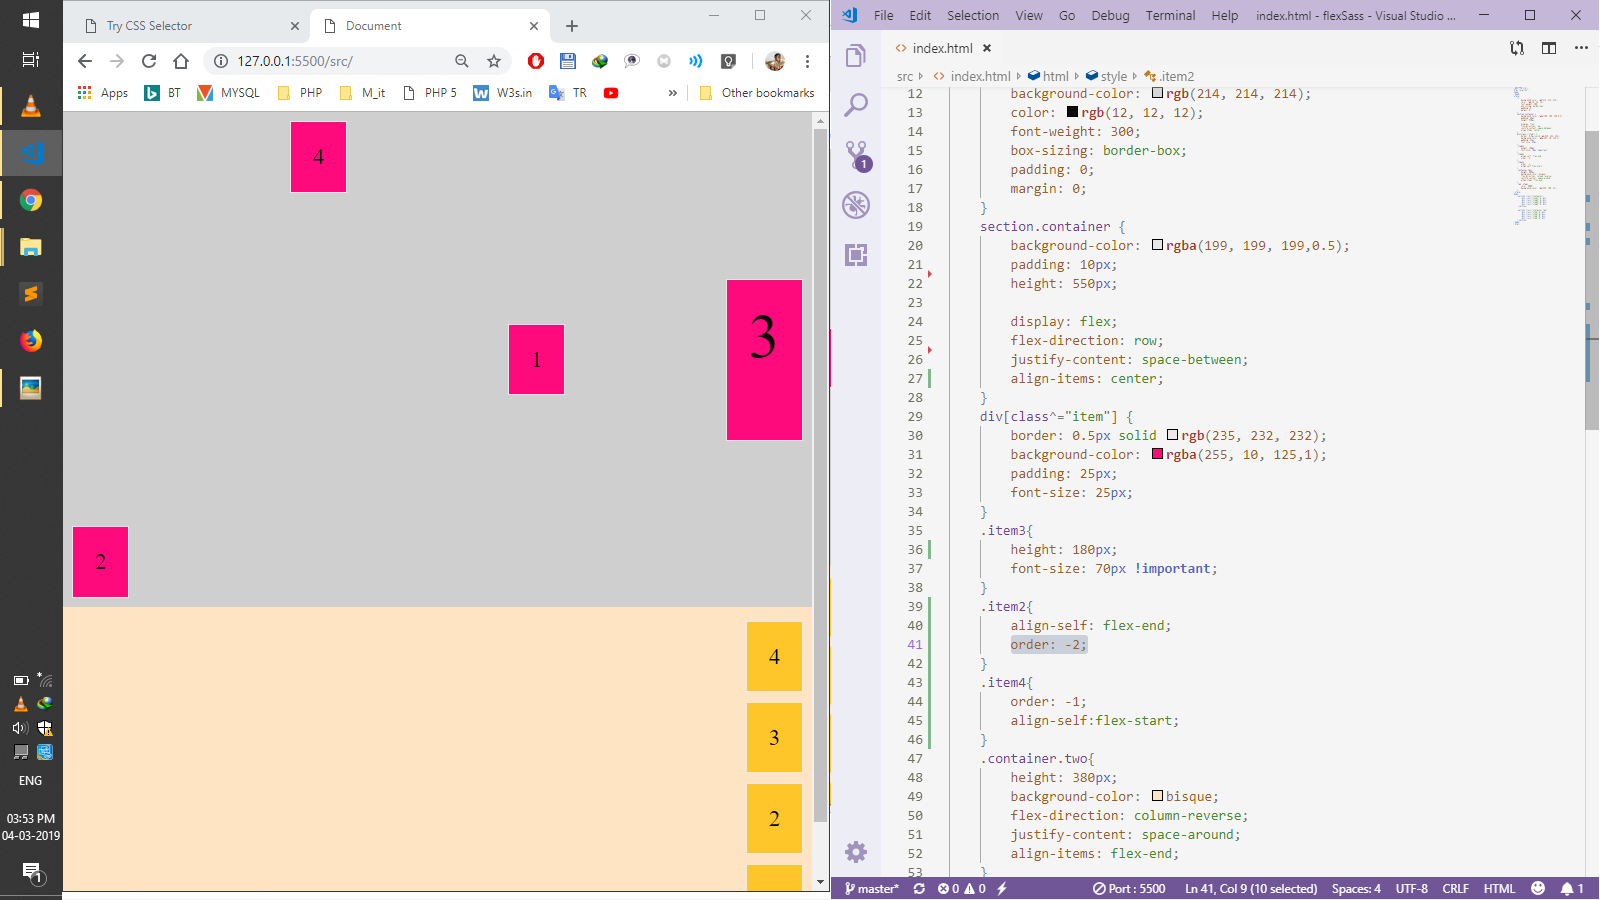 Try CSS Selector
Document
127.0.0.1:5500/src/
Apps BT MYSQL PHP M_it PHP 5 W3s.in TR » Other bookmarks
4
3
1
2
4
3
2
ENG
03:53 PM
04-03-2019
1
File Edit Selection View Go Debug Terminal Help index.html - flexSass - Visual Studio ...
index.html
src index.html html style .item2
1
12 background-color: rgb(214, 214, 214);
13 color: rgb(12, 12, 12);
14 font-weight: 300;
15 box-sizing: border-box;
16 padding: 0;
17 margin: 0;
18 }
19 section.container {
20 background-color: rgba(199, 199, 199,0.5);
21 padding: 10px;
22 height: 550px;
23
24 display: flex;
25 flex-direction: row;
26 justify-content: space-between;
27 align-items: center;
28 }
29 div[class^="item"] {
30 border: 0.5px solid rgb(235, 232, 232);
31 background-color: rgba(255, 10, 125,1);
32 padding: 25px;
33 font-size: 25px;
34 }
35 .item3{
36 height: 180px;
37 font-size: 70px !important;
38 }
39 .item2{
40 align-self: flex-end;
41 order: -2;
42 }
43 .item4{
44 order: -1;
45 align-self:flex-start;
46 }
47 .container.two{
48 height: 380px;
49 background-color: bisque;
50 flex-direction: column-reverse;
51 justify-content: space-around;
52 align-items: flex-end;
53 }
master* 0 0 Port : 5500 Ln 41, Col 9 (10 selected) Spaces: 4 UTF-8 CRLF HTML 1